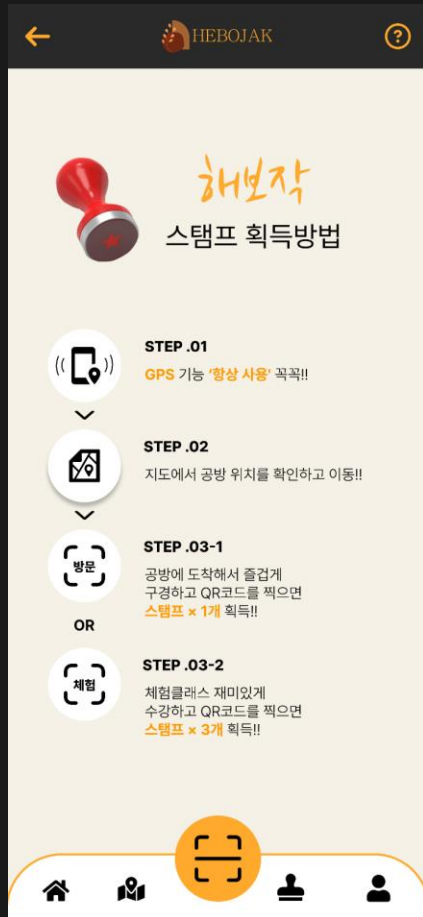 HEBOJAK
?
해보작
스탬프 획득방법
STEP .01
GPS 기능 '항상 사용' 꼭꼭!!
STEP .02
지도에서 공방 위치를 확인하고 이동!!
방문
STEP .03-1
공방에 도착해서 즐겁게
구경하고 QR코드를 찍으면
스탬프 × 1개 획득!!
OR
체험
STEP .03-2
체험클래스 재미있게
수강하고 QR코드를 찍으면
스탬프 × 3개 획득!!